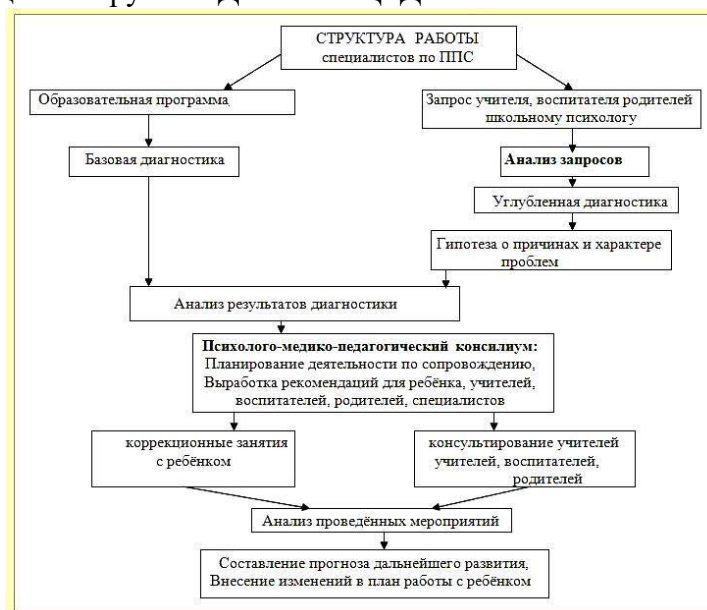 СТРУКТУРА РАБОТЫ
специалистов по ППС
Образовательная программа
Запрос учителя, воспитателя родителей
школьному психологу
Базовая диагностика
Анализ запросов
Углубленная диагностика
Гипотеза о причинах и характере
проблем
Анализ результатов диагностики
Психолого-медико-педагогический консилиум:
Планирование деятельности по сопровождению,
Выработка рекомендаций для ребёнка, учителей,
воспитателей, родителей, специалистов
коррекционные занятия
с ребёнком
консультирование учителей
учителей, воспитателей,
родителей
Анализ проведённых мероприятий
Составление прогноза дальнейшего развития,
Внесение изменений в план работы с ребёнком